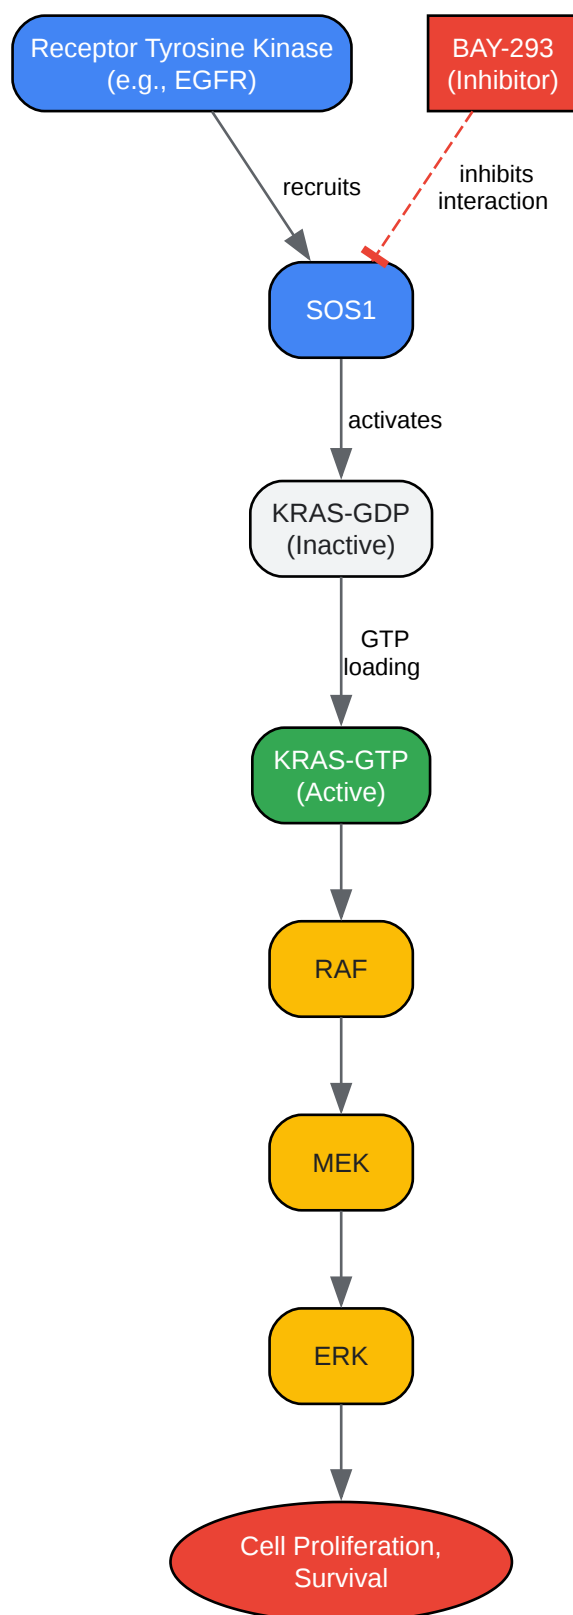 Receptor Tyrosine Kinase
(e.g., EGFR)
BAY-293
(Inhibitor)
recruits
inhibits
interaction
SOS1
activates
KRAS-GDP
(Inactive)
GTP
loading
KRAS-GTP
(Active)
RAF
MEK
ERK
Cell Proliferation,
Survival